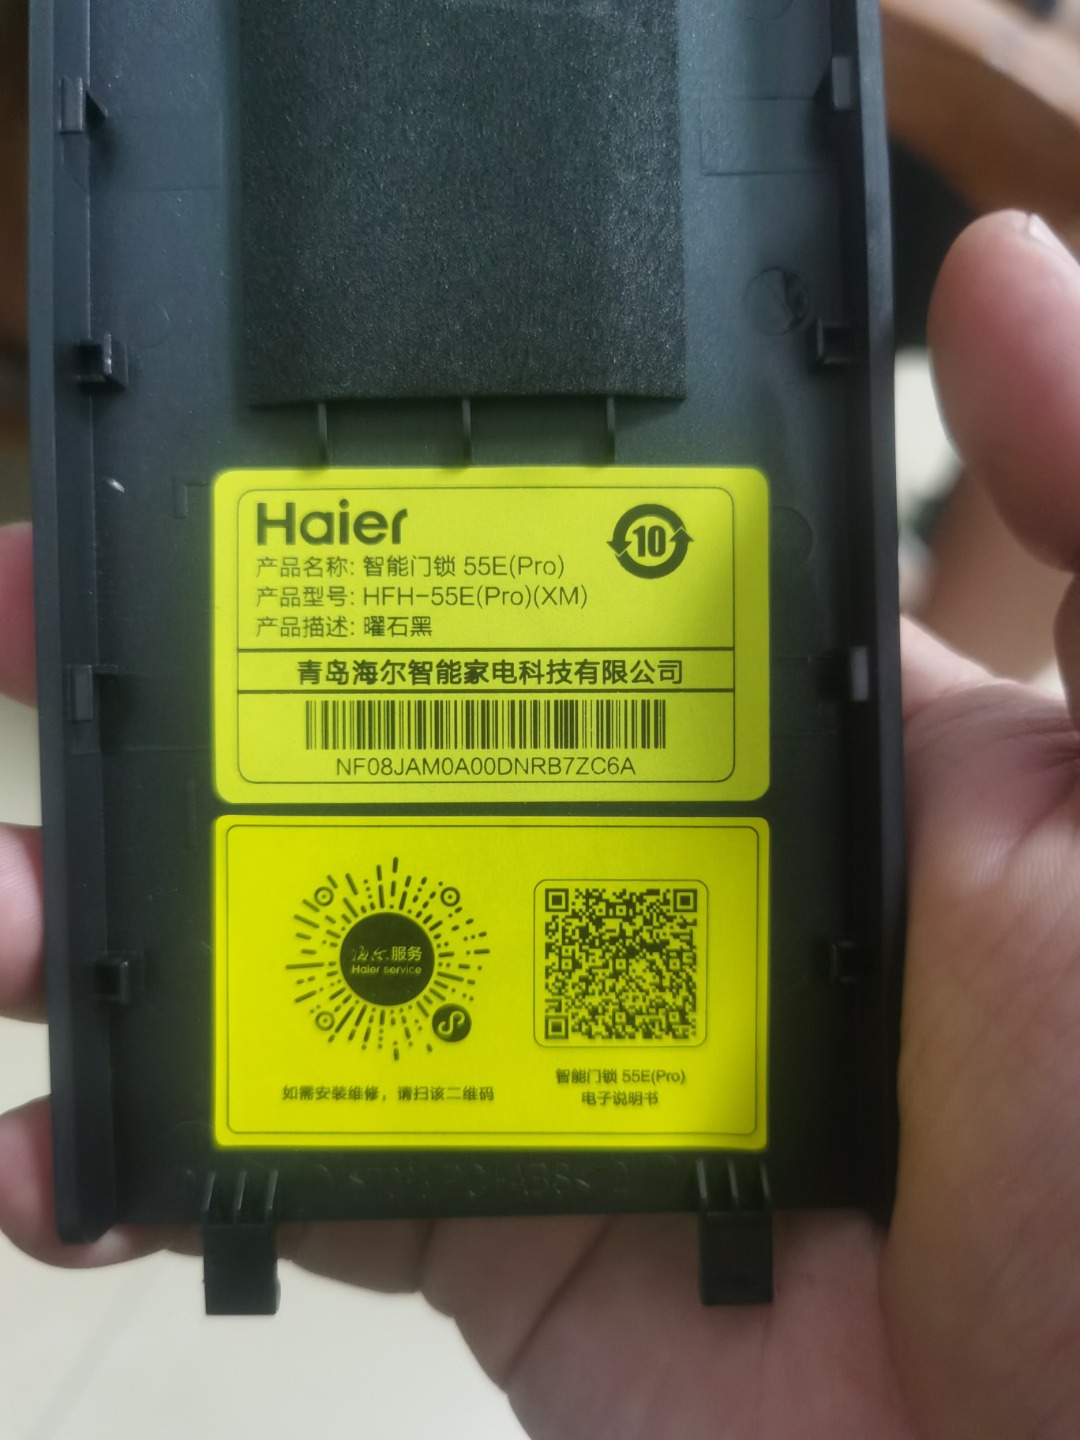 Haier
10
产品名称: 智能门锁 55E(Pro)
产品型号: HFH-55E(Pro)(XM)
产品描述: 曜石黑
青岛海尔智能家电科技有限公司
NF08JAM0A00DNRB7ZC6A
海尔服务
Haier service
如需安装维修，请扫该二维码
智能门锁 55E(Pro)
电子说明书